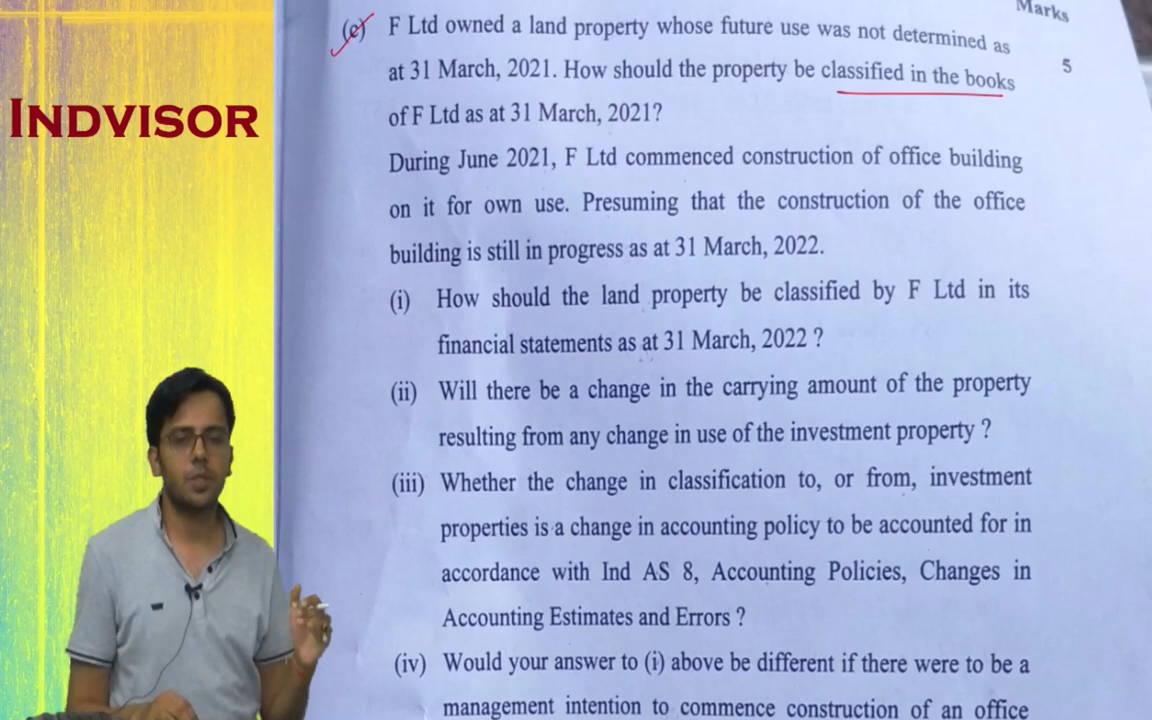 Marks
(c) F Ltd owned a land property whose future use was not determined as
5
at 31 March, 2021. How should the property be classified in the books
INDVISOR
of F Ltd as at 31 March, 2021?
During June 2021, F Ltd commenced construction of office building
on it for own use. Presuming that the construction of the office
building is still in progress as at 31 March, 2022.
(i) How should the land property be classified by F Ltd in its
financial statements as at 31 March, 2022 ?
(ii) Will there be a change in the carrying amount of the property
resulting from any change in use of the investment property ?
(iii) Whether the change in classification to, or from, investment
properties is a change in accounting policy to be accounted for in
accordance with Ind AS 8, Accounting Policies, Changes in
Accounting Estimates and Errors ?
(iv) Would your answer to (i) above be different if there were to be a
management intention to commence construction of an office